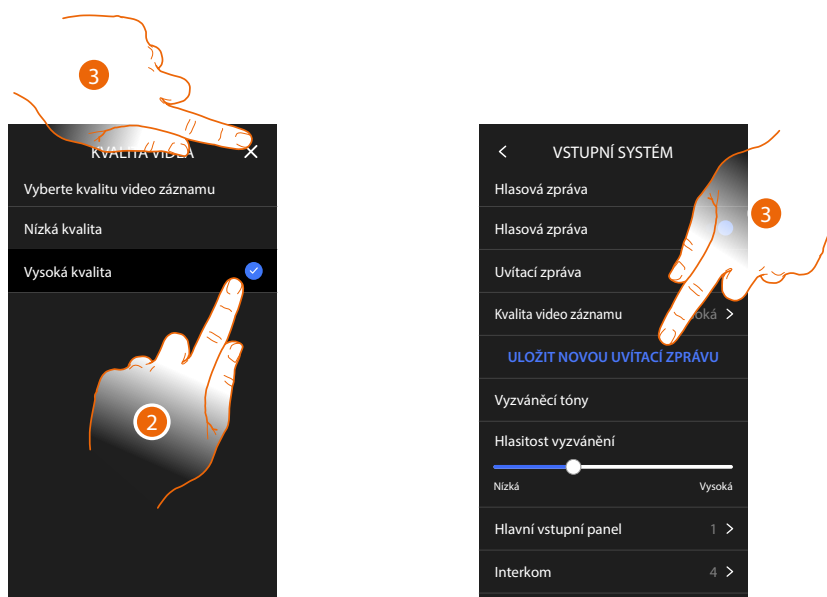 3
KVALITA VIDEA
Vyberte kvalitu video záznamu
Nízká kvalita
Vysoká kvalita
2
VSTUPNÍ SYSTÉM
Hlasová zpráva
Hlasová zpráva
3
Uvítací zpráva
Kvalita video záznamu
ULOŽIT NOVOU UVÍTACÍ ZPRÁVU
Vyzváněcí tóny
Hlasitost vyzvánění
Nízká Vysoká
Hlavní vstupní panel 1
Interkom 4